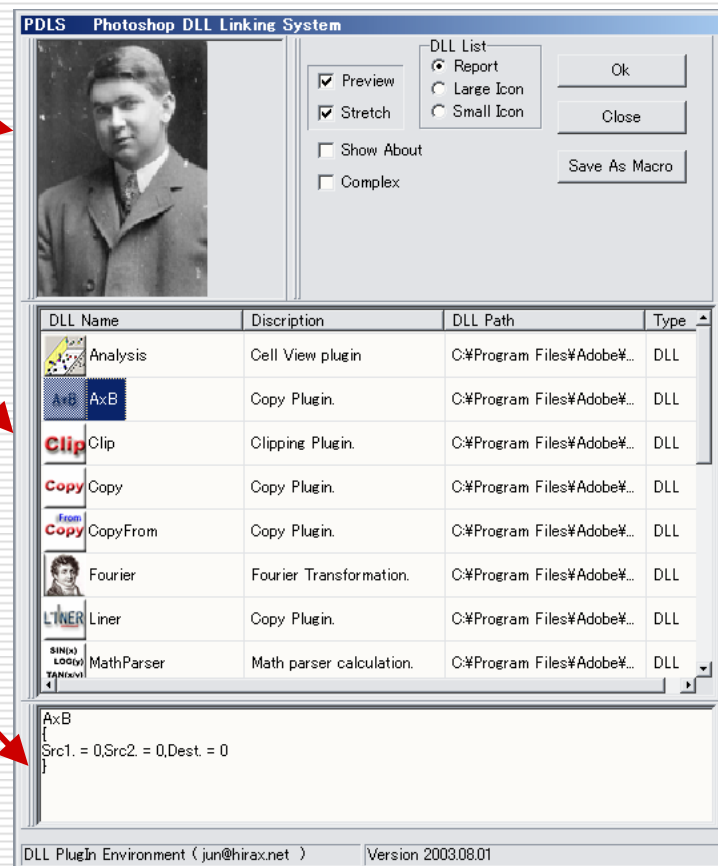 PDLS Photoshop DLL Linking System
Preview
Stretch
Show About
Complex
DLL List
Report
Large Icon
Small Icon
Ok
Close
Save As Macro
DLL Name Discription DLL Path Type
Analysis Cell View plugin C:¥Program Files¥Adobe¥... DLL
AxB AxB Copy Plugin. C:¥Program Files¥Adobe¥... DLL
Clip Clip Clipping Plugin. C:¥Program Files¥Adobe¥... DLL
Copy Copy Copy Plugin. C:¥Program Files¥Adobe¥... DLL
From
Copy CopyFrom Copy Plugin. C:¥Program Files¥Adobe¥... DLL
Fourier Fourier Transformation. C:¥Program Files¥Adobe¥... DLL
LINER Liner Copy Plugin. C:¥Program Files¥Adobe¥... DLL
SIN(x)
LOG(y) MathParser Math parser calculation. C:¥Program Files¥Adobe¥... DLL
TAN(x/y)
AxB
{
Src1. = 0,Src2. = 0,Dest. = 0
}
DLL PlugIn Environment ( jun@hirax.net ) Version 2003.08.01